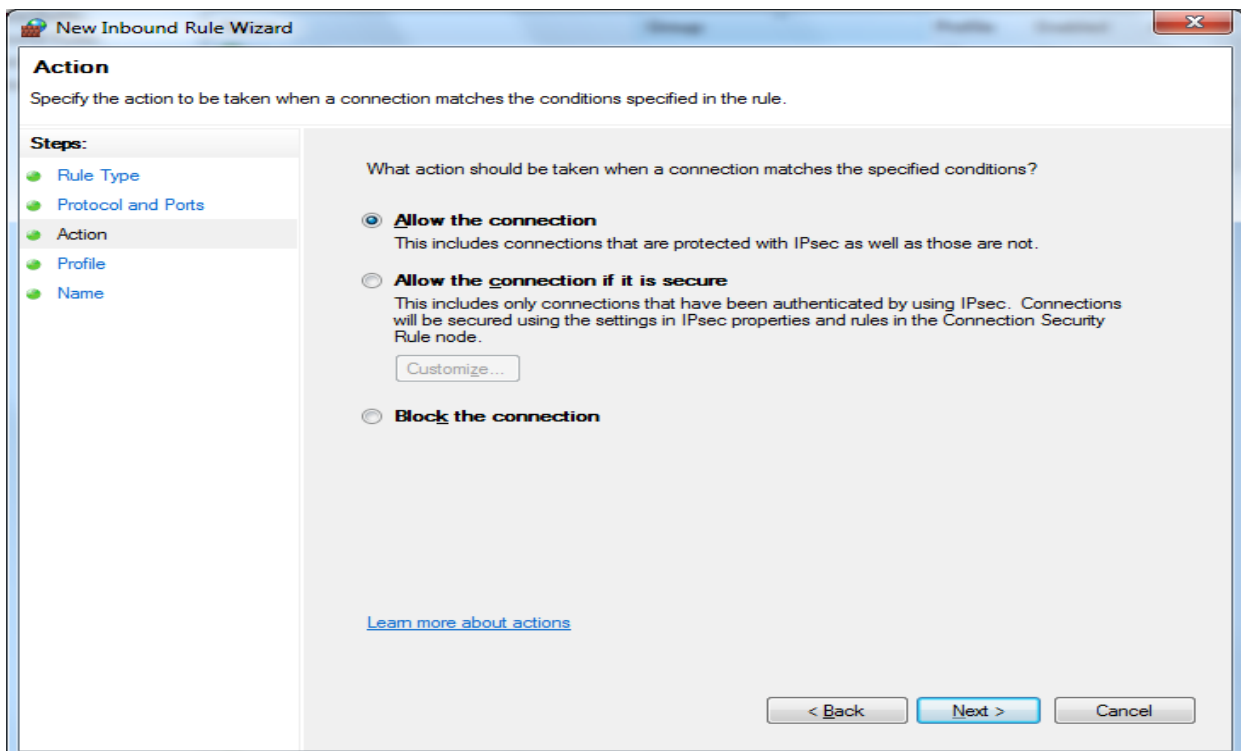 New Inbound Rule Wizard
Action
Specify the action to be taken when a connection matches the conditions specified in the rule.
Steps:
Rule Type
Protocol and Ports
Action
Profile
Name
What action should be taken when a connection matches the specified conditions?
Allow the connection
This includes connections that are protected with IPsec as well as those are not.
Allow the connection if it is secure
This includes only connections that have been authenticated by using IPsec. Connections
will be secured using the settings in IPsec properties and rules in the Connection Security
Rule node.
Customize...
Block the connection
Learn more about actions
< Back
Next >
Cancel